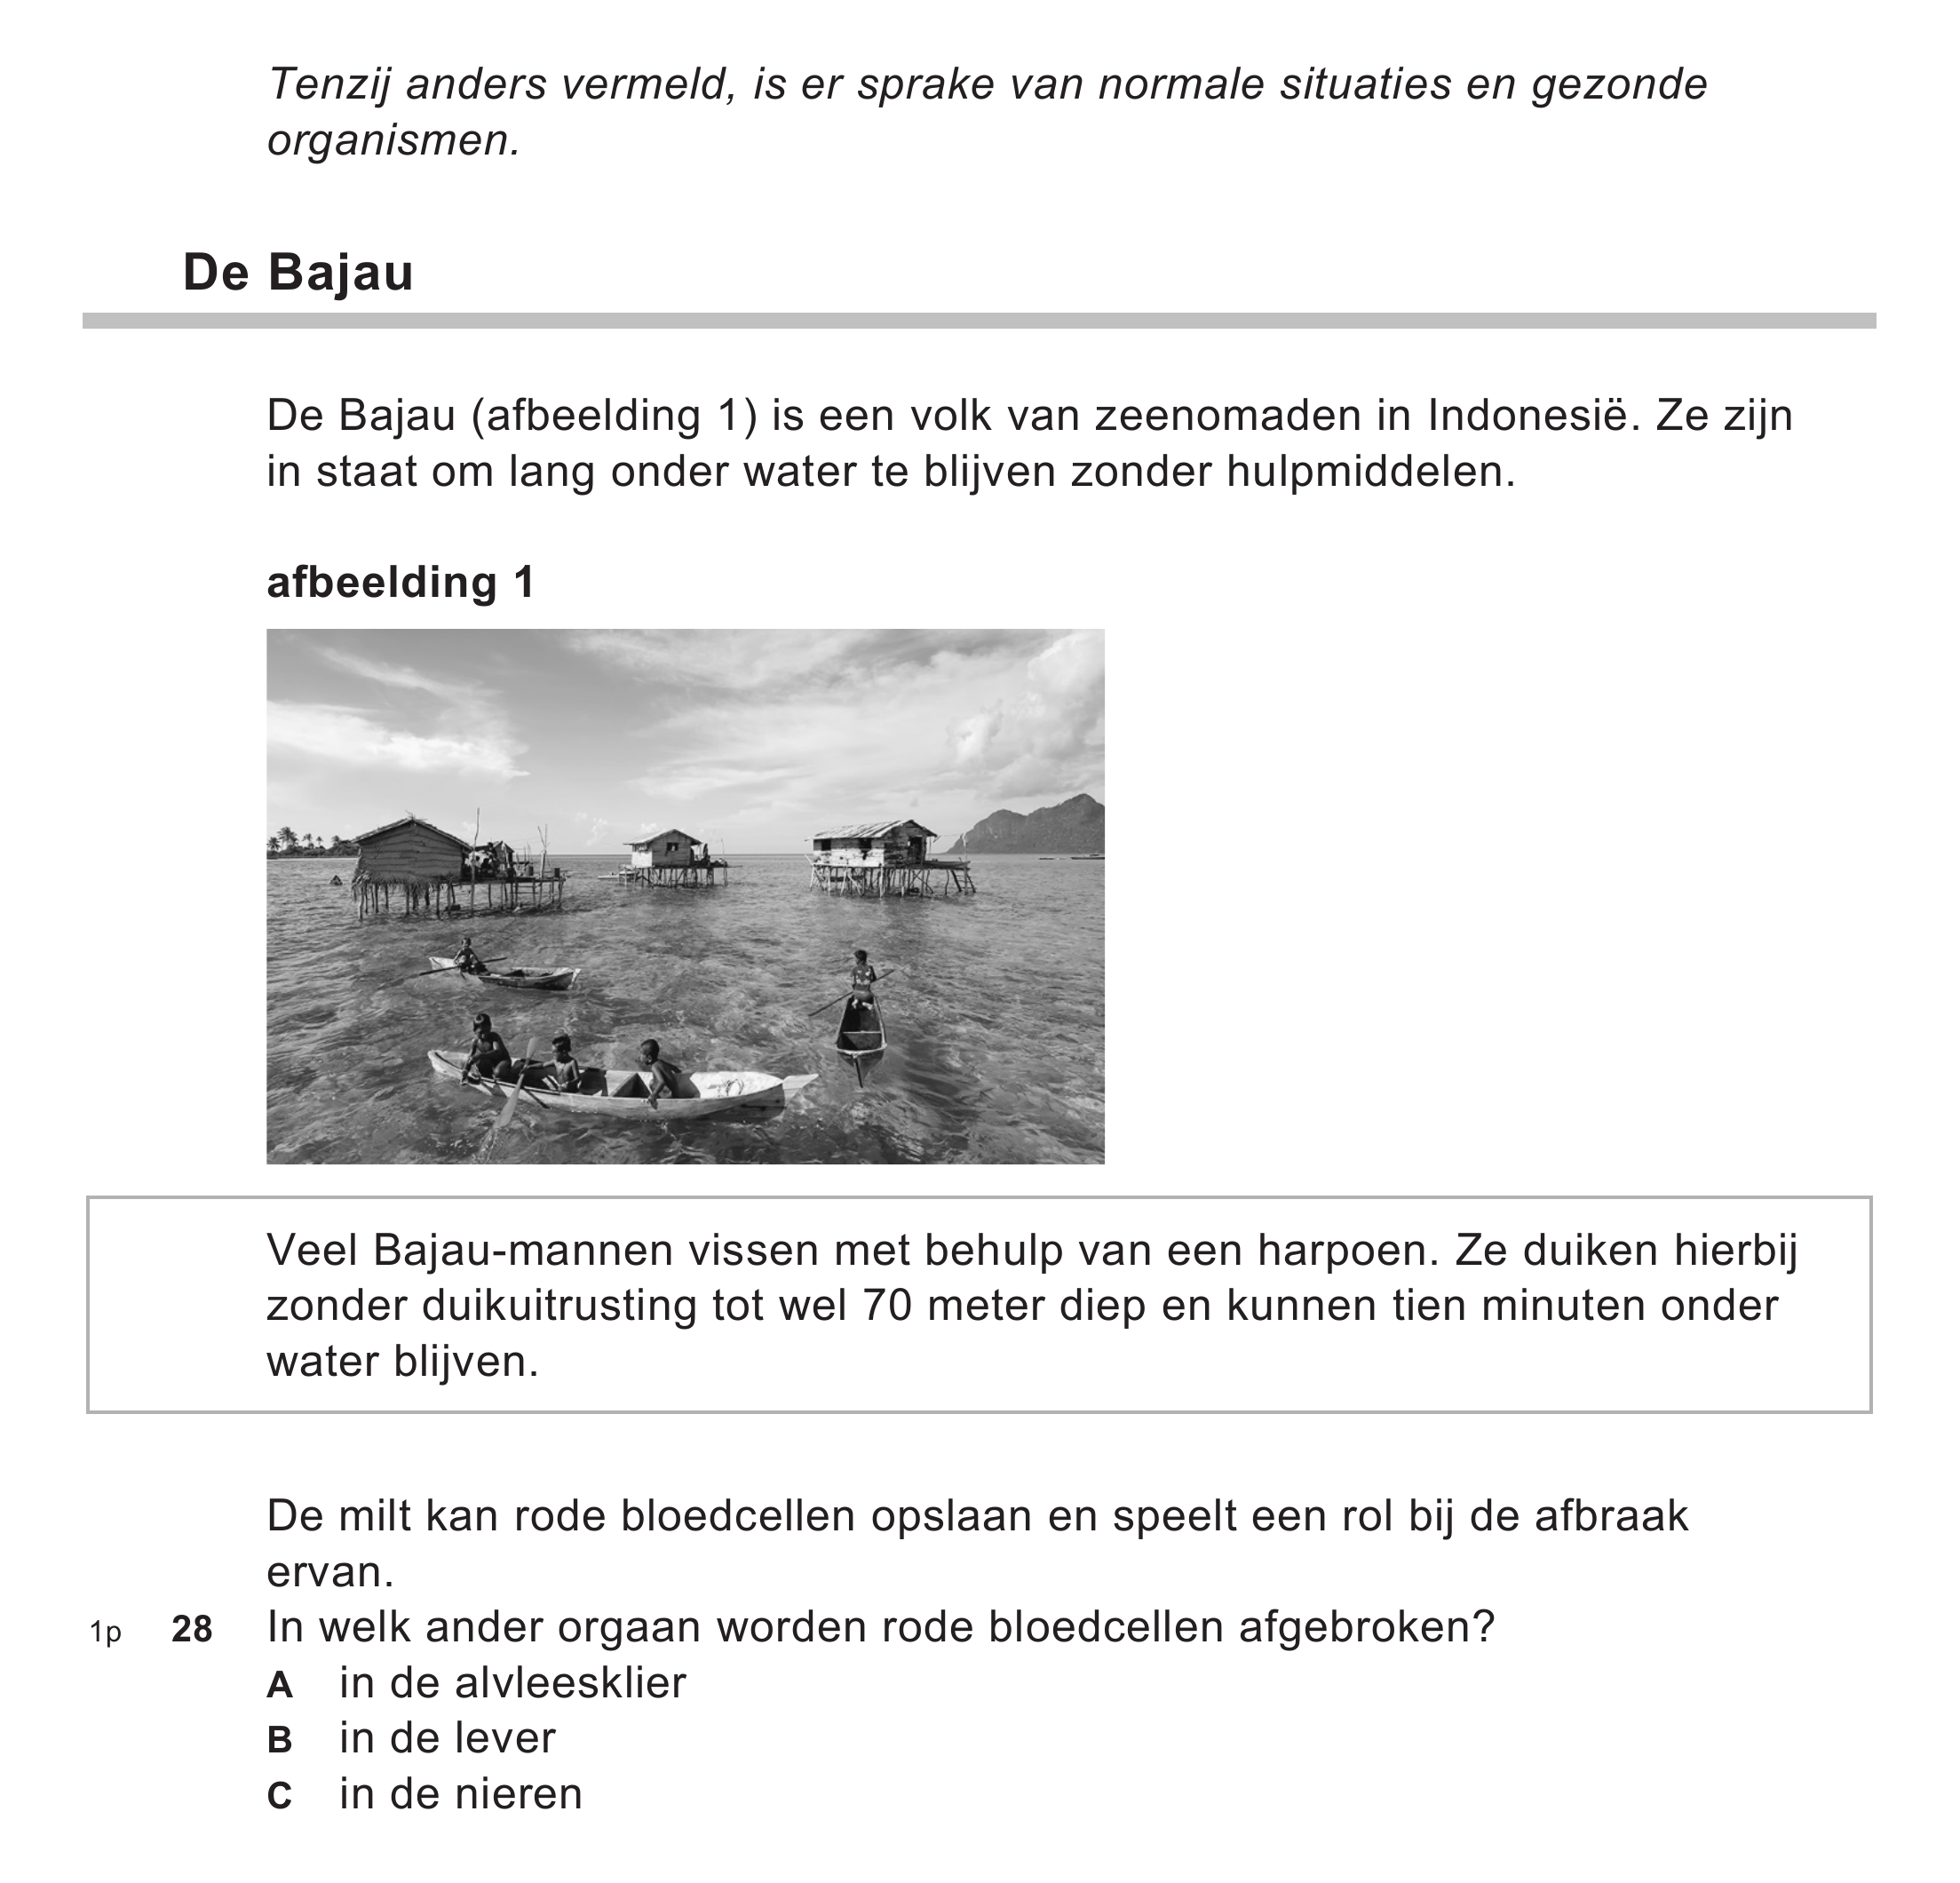 Tenzij anders vermeld, is er sprake van normale situaties en gezonde
organismen.
De Bajau
De Bajau (afbeelding 1) is een volk van zeenomaden in Indonesië. Ze zijn
in staat om lang onder water te blijven zonder hulpmiddelen.
afbeelding 1
Veel Bajau-mannen vissen met behulp van een harpoen. Ze duiken hierbij
zonder duikuitrusting tot wel 70 meter diep en kunnen tien minuten onder
water blijven.
De milt kan rode bloedcellen opslaan en speelt een rol bij de afbraak
ervan.
1p 28 In welk ander orgaan worden rode bloedcellen afgebroken?
A in de alvleesklier
B in de lever
C in de nieren